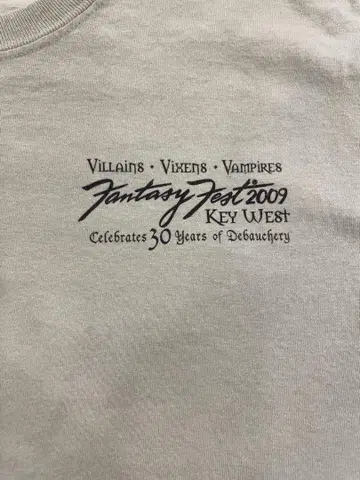 Villains · Vixens · Vampires
Fantasy Fest® 2009
Key West
Celebrates 30 Years of Debauchery